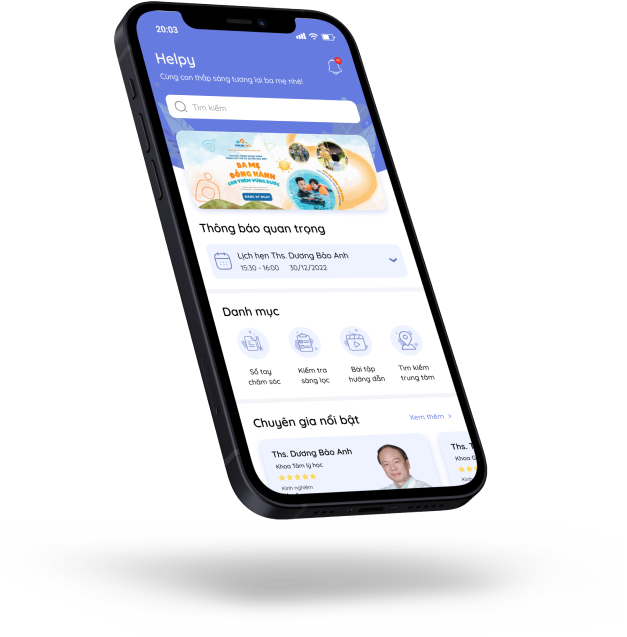 20:03
Helpy
Cùng con thắp sáng tương lai ba mẹ nhé!
Tìm kiếm
BA MẸ
ĐỒNG HÀNH
CON THÊM VỮNG BƯỚC
ĐĂNG KÝ NGAY
Thông báo quan trọng
Lịch hẹn Ths. Dương Bảo Anh
15:30 - 16:00 30/12/2022
Danh mục
Sổ tay
chăm sóc
Kiểm tra
sàng lọc
Bài tập
hướng dẫn
Tìm kiếm
trung tâm
Chuyên gia nổi bật
Xem thêm >
Ths. Dương Bảo Anh
Khoa Tâm lý học
Kinh nghiệm
Ths.
Khoa